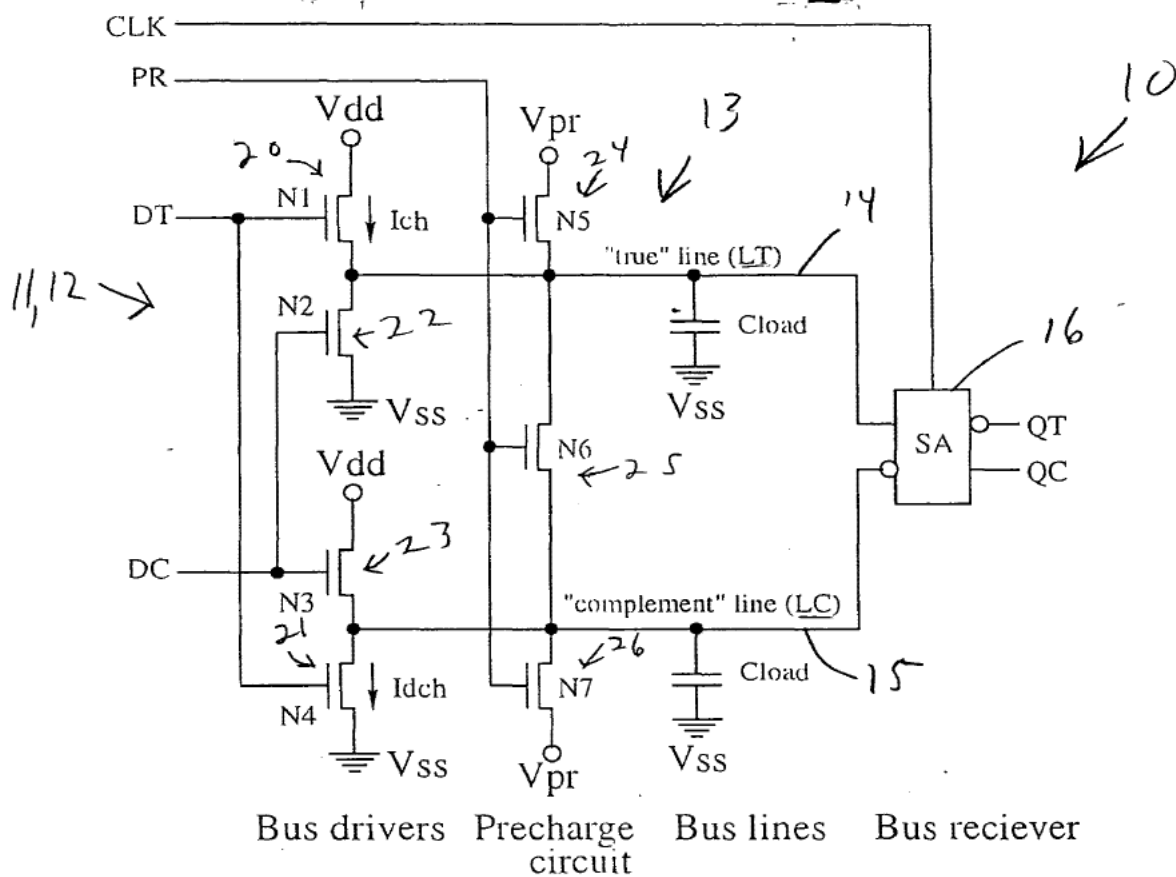 CLK
PR
10
Vdd
Vpr
13
20
24
N1
DT
Ich
N5
14
"true" line (LT)
11,12
N2
22
Cload
16
Vss
Vss
N6
SA
QT
25
QC
Vdd
23
DC
N3
"complement" line (LC)
21
26
15
N7
Cload
Idch
N4
Vss
Vpr
Vss
Bus drivers Precharge circuit Bus lines Bus reciever